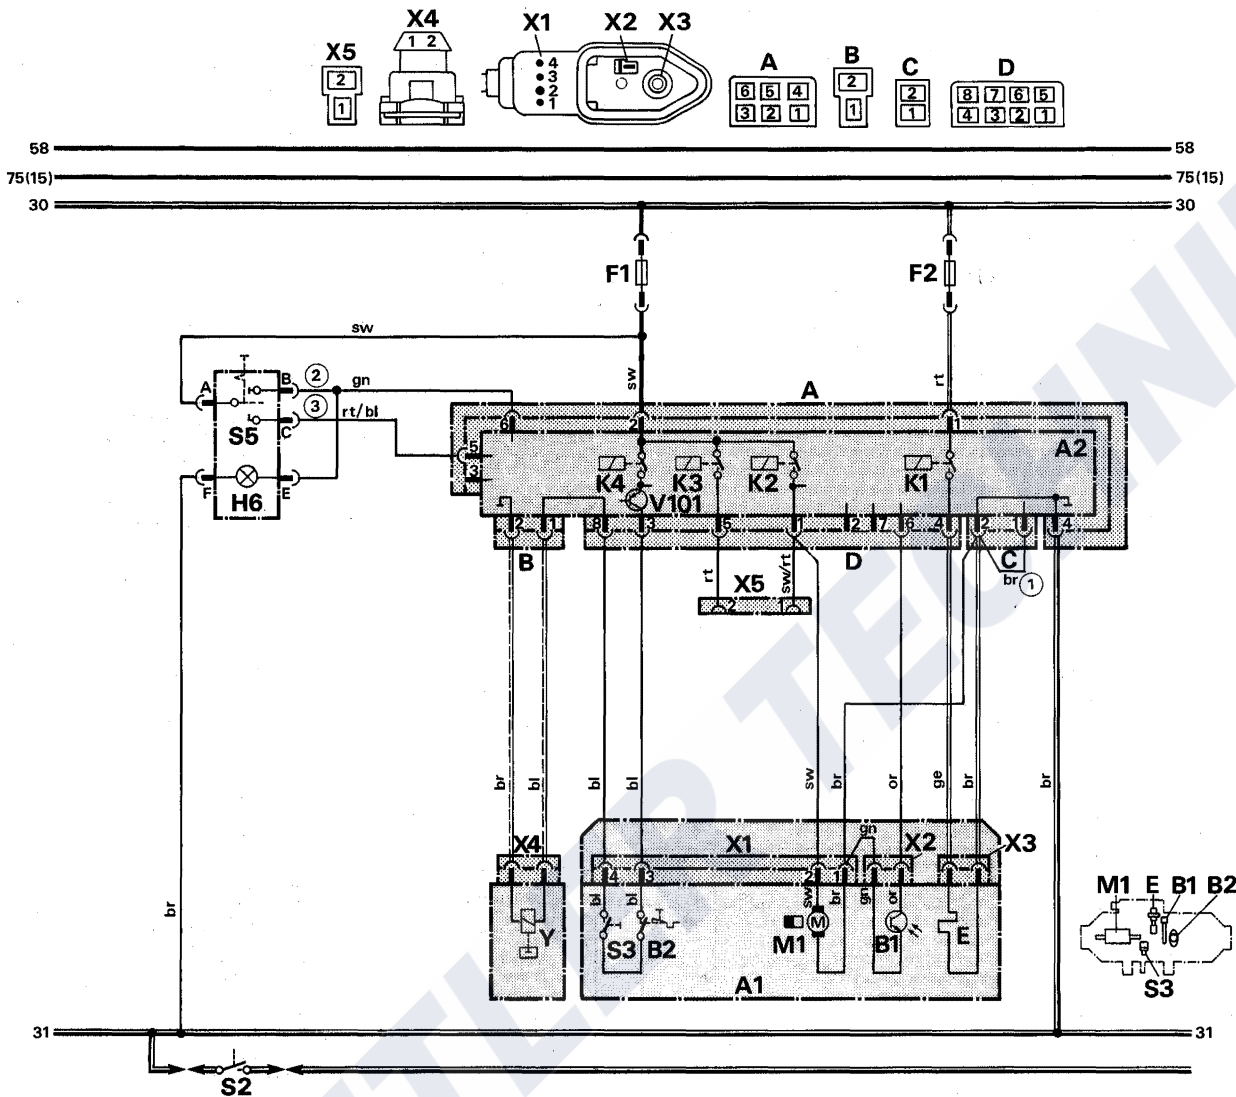 X4
X1 X2 X3
X5
1 2
A B C D
2
1
4
3
2
1
6 5 4
3 2 1
2
1
2
1
8 7 6 5
4 3 2 1
58 58
75(15) 75(15)
30 30
F1 F2
sw
sw rt
A B 2 gn
3 rt/bl
S5 C
F H6 E
A
6 2 1
5
3
A2
K4 K3 K2 K1
V101
2 1 8 3 5 1 2 7 6 4 2 1 4
B D C
br 1
rt sw/rt
X5
2 1
br bl bl bl sw br or ge br br
gn
X4 X1 X2 X3
4 3 2 1
bl bl sw br gn or
Y S3 B2 M M1 B1 E
A1
br
M1 E B1 B2
S3
31 31
S2
TLER TECHNI